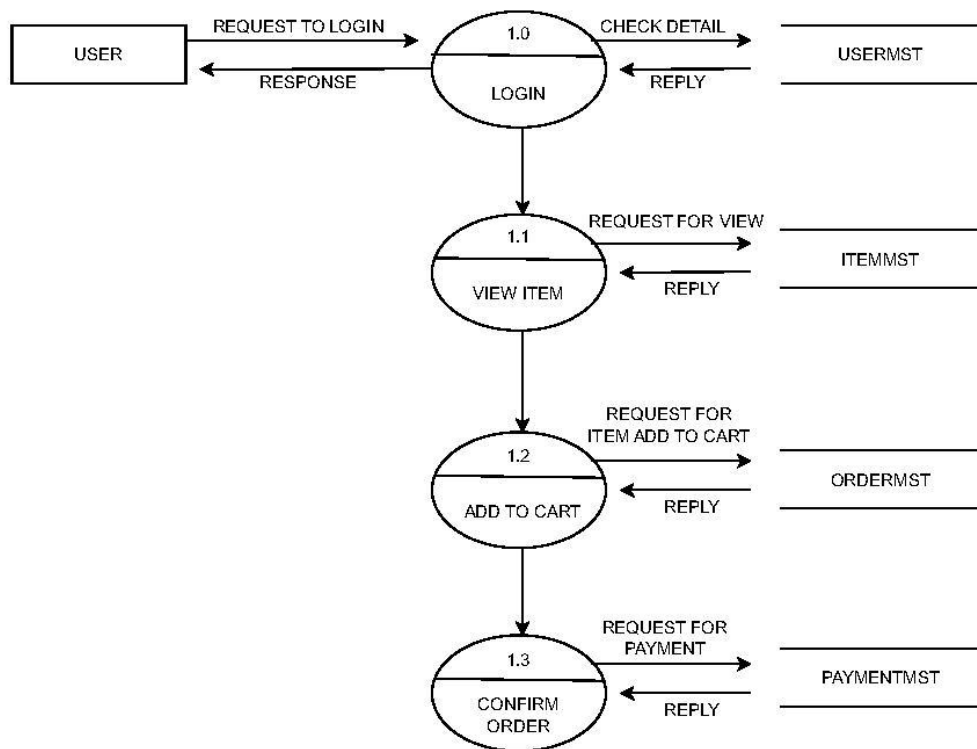 REQUEST TO LOGIN
1.0
CHECK DETAIL
USER
USERMST
RESPONSE
LOGIN
REPLY
REQUEST FOR VIEW
1.1
ITEMMST
VIEW ITEM
REPLY
REQUEST FOR
ITEM ADD TO CART
1.2
ORDERMST
ADD TO CART
REPLY
REQUEST FOR
PAYMENT
1.3
PAYMENTMST
CONFIRM
ORDER
REPLY